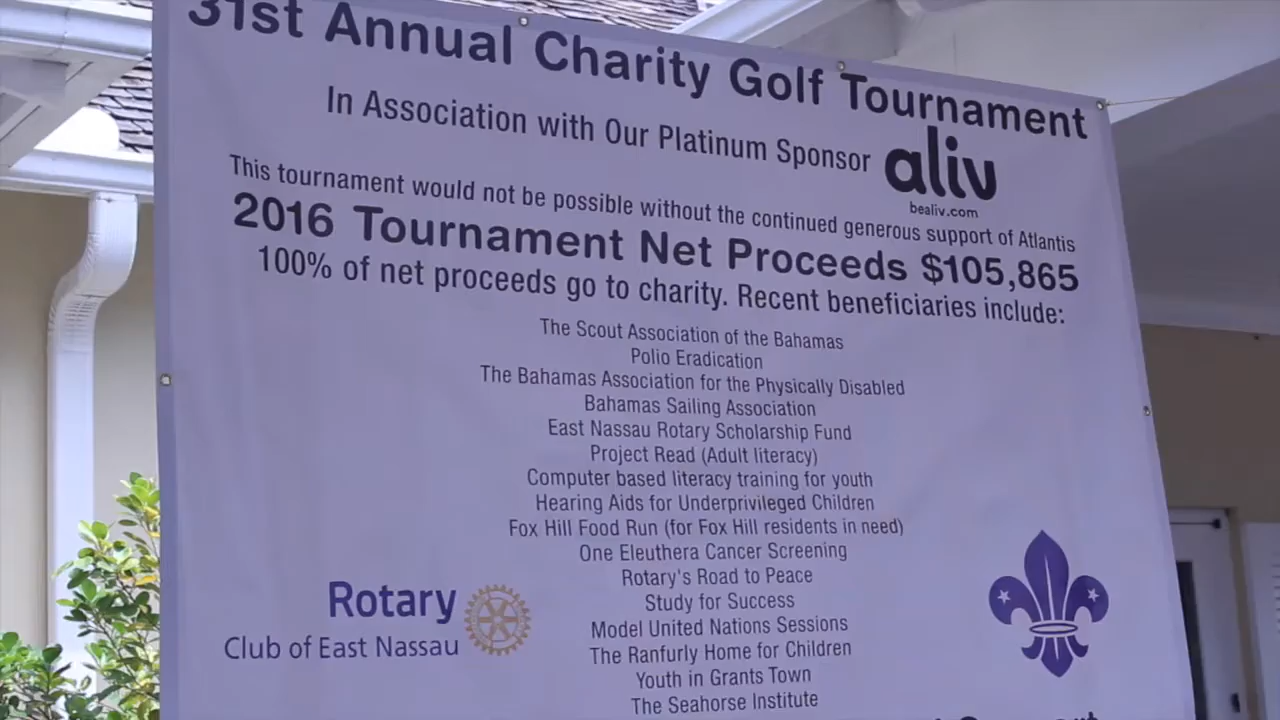 31st Annual Charity Golf Tournament
In Association with Our Platinum Sponsor aliv
bealiv.com
This tournament would not be possible without the continued generous support of Atlantis
2016 Tournament Net Proceeds $105,865
100% of net proceeds go to charity. Recent beneficiaries include:
The Scout Association of the Bahamas
Polio Eradication
The Bahamas Association for the Physically Disabled
Bahamas Sailing Association
East Nassau Rotary Scholarship Fund
Project Read (Adult literacy)
Computer based literacy training for youth
Hearing Aids for Underprivileged Children
Fox Hill Food Run (for Fox Hill residents in need)
One Eleuthera Cancer Screening
Rotary's Road to Peace
Study for Success
Model United Nations Sessions
The Ranfurly Home for Children
Youth in Grants Town
The Seahorse Institute
Rotary
Club of East Nassau